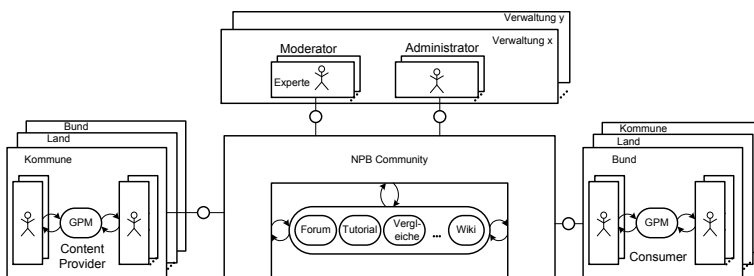 Verwaltung y
Verwaltung x
Moderator
Administrator
Experte
Bund
Land
Kommune
GPM
Content
Provider
NPB Community
Forum
Tutorial
Vergl-
eiche
...
Wiki
Kommune
Land
Bund
GPM
Consumer